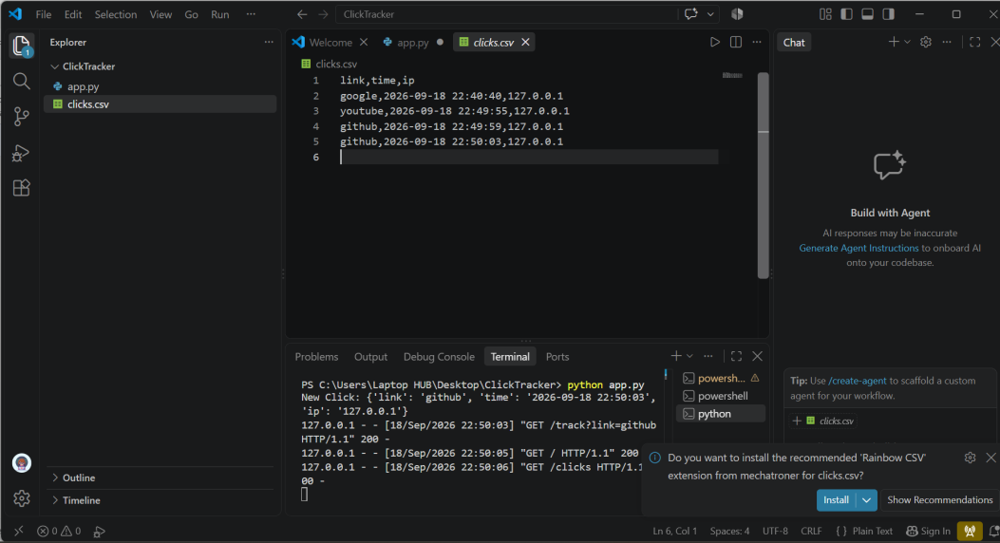 File Edit Selection View Go Run ··· ClickTracker
Explorer ···
Welcome app.py clicks.csv ···
Chat ···
ClickTracker
app.py
clicks.csv
clicks.csv
1 link,time,ip
2 google,2026-09-18 22:40:40,127.0.0.1
3 youtube,2026-09-18 22:49:55,127.0.0.1
4 github,2026-09-18 22:49:59,127.0.0.1
5 github,2026-09-18 22:50:03,127.0.0.1
6
1
Build with Agent
AI responses may be inaccurate
Generate Agent Instructions to onboard AI
onto your codebase.
Problems Output Debug Console Terminal Ports ···
PS C:\Users\Laptop HUB\Desktop\ClickTracker> python app.py
New Click: {'link': 'github', 'time': '2026-09-18 22:50:03',
'ip': '127.0.0.1'}
127.0.0.1 - - [18/Sep/2026 22:50:03] "GET /track?link=github
HTTP/1.1" 200 -
127.0.0.1 - - [18/Sep/2026 22:50:05] "GET / HTTP/1.1" 200
127.0.0.1 - - [18/Sep/2026 22:50:06] "GET /clicks HTTP/1.1
00 -
powersh...
powershell
python
Tip: Use /create-agent to scaffold a custom
agent for your workflow.
clicks.csv
Do you want to install the recommended 'Rainbow CSV'
extension from mechatroner for clicks.csv?
Install Show Recommendations
Outline
Timeline
0 0 Ln 6, Col 1 Spaces: 4 UTF-8 CRLF {} Plain Text Sign In